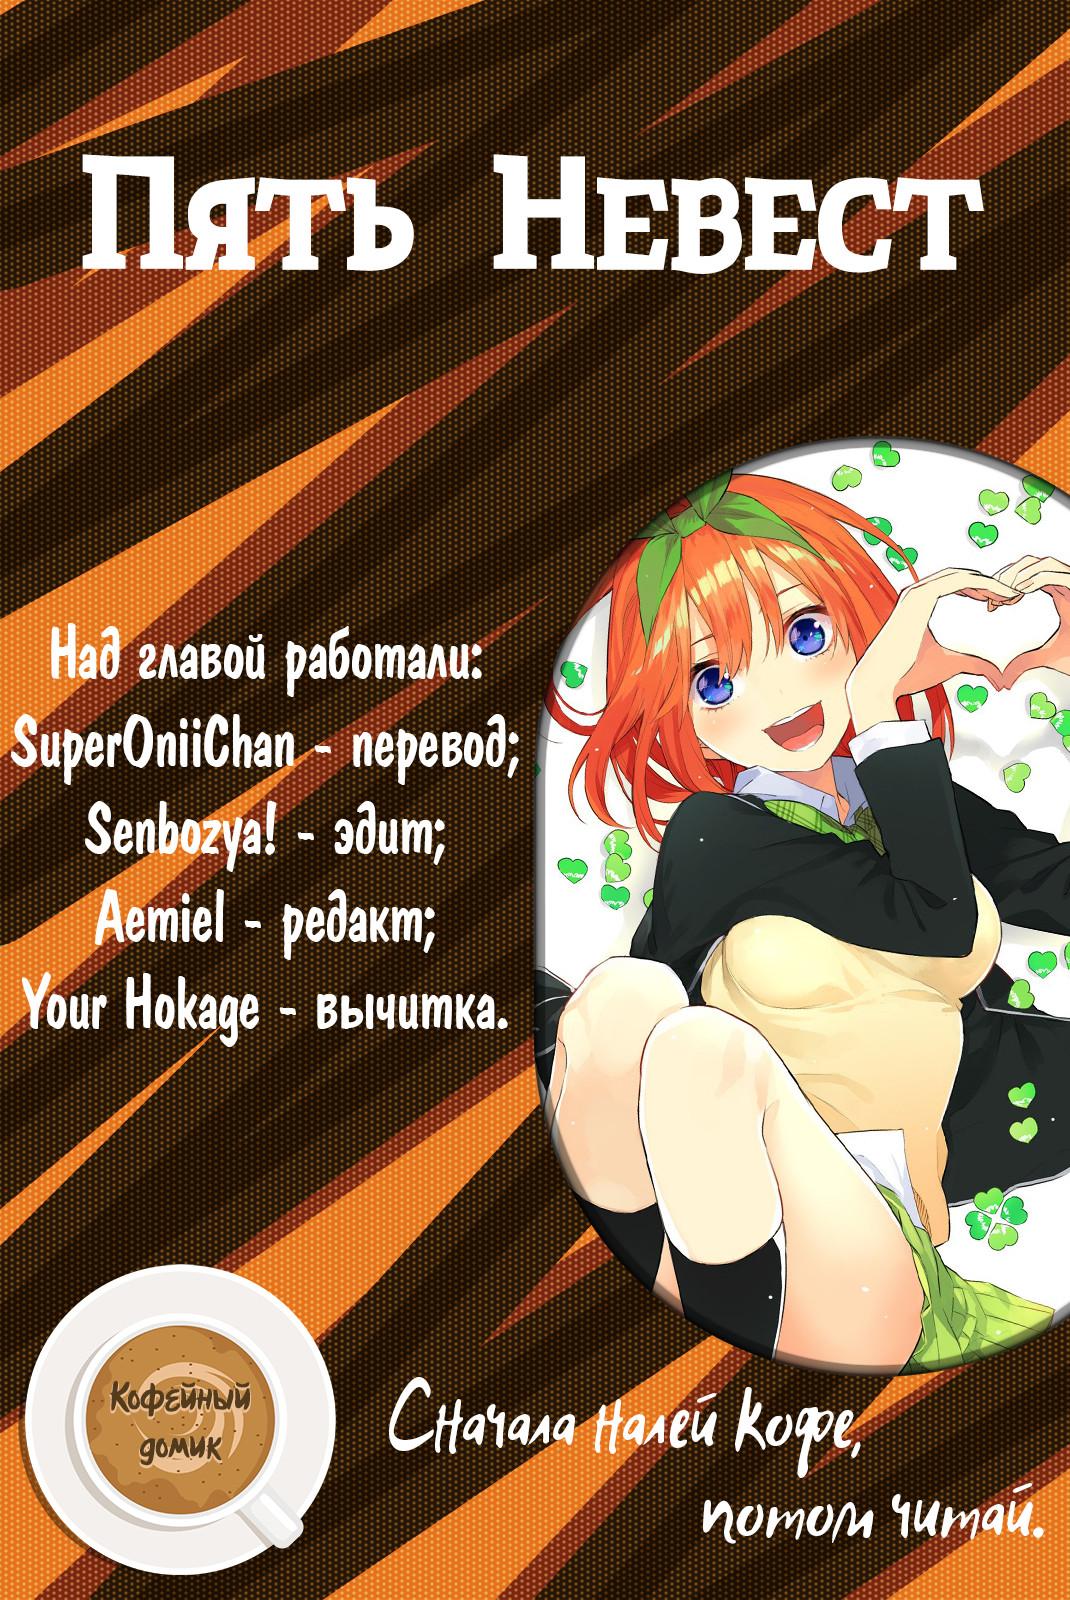 Пять Невест
Над главой работали:
SuperOniiChan - перевод;
Senbozya! - эдит;
Aemiel - редакт;
Your Hokage - вычитка.
Кофейный
домик
Сначала налей кофе,
потом читай.